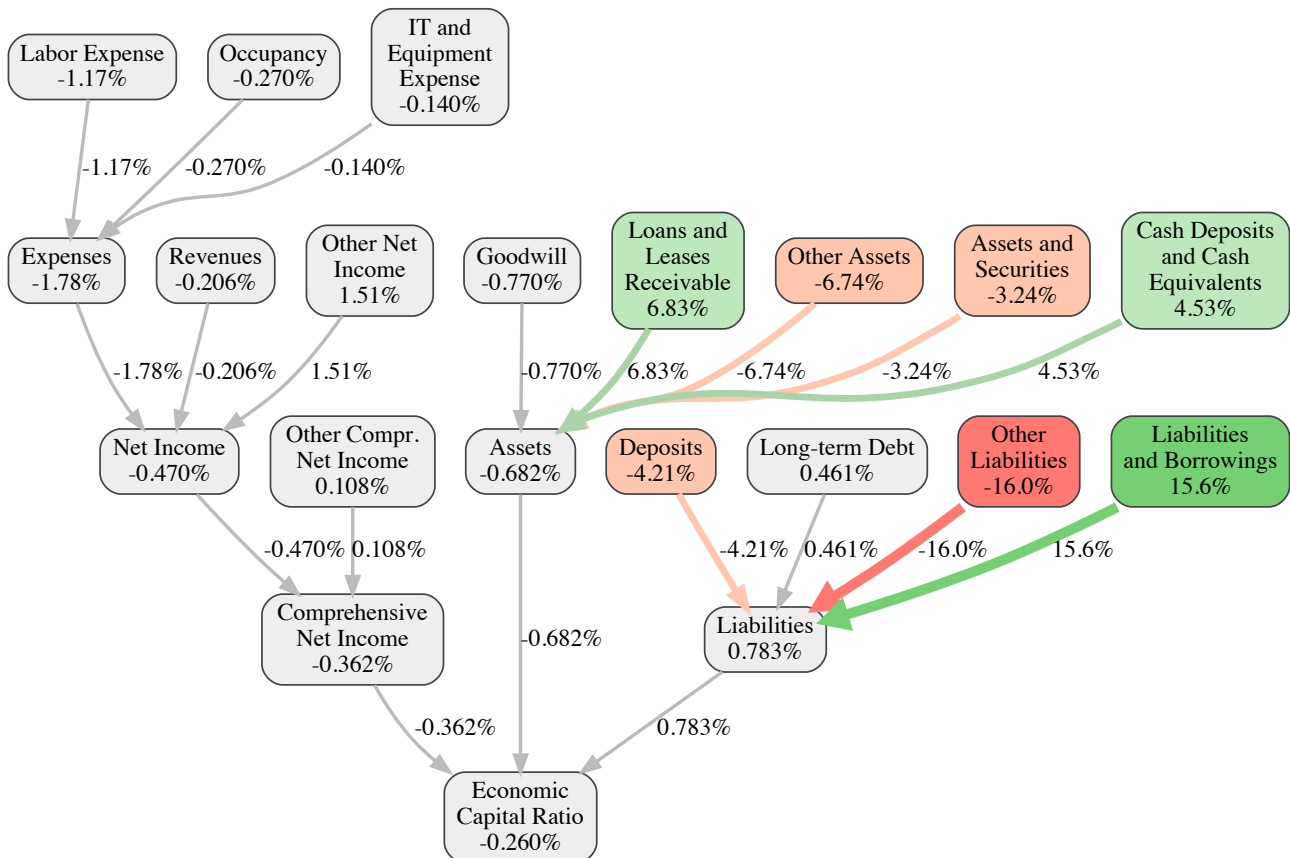 Labor Expense
-1.17%
Occupancy
-0.270%
IT and
Equipment
Expense
-0.140%
-1.17%
-0.270%
-0.140%
Expenses
-1.78%
Revenues
-0.206%
Other Net
Income
1.51%
Goodwill
-0.770%
Loans and
Leases
Receivable
6.83%
Other Assets
-6.74%
Assets and
Securities
-3.24%
Cash Deposits
and Cash
Equivalents
4.53%
-1.78%
-0.206%
1.51%
-0.770%
6.83%
-6.74%
-3.24%
4.53%
Net Income
-0.470%
Other Compr.
Net Income
0.108%
Assets
-0.682%
Deposits
-4.21%
Long-term Debt
0.461%
Other
Liabilities
-16.0%
Liabilities
and Borrowings
15.6%
-0.470%
0.108%
-4.21%
0.461%
-16.0%
15.6%
Comprehensive
Net Income
-0.362%
-0.682%
Liabilities
0.783%
-0.362%
0.783%
Economic
Capital Ratio
-0.260%